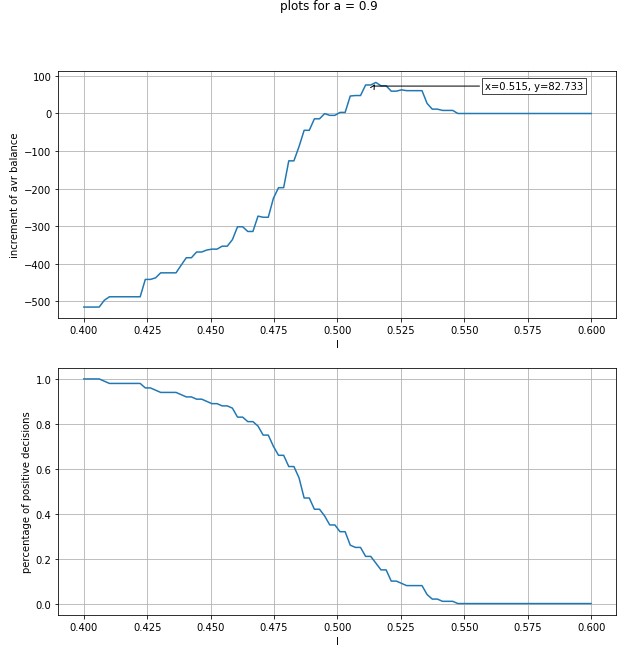 plots for a = 0.9
100
0
−100
−200
−300
−400
−500
increment of avr balance
x=0.515, y=82.733
0.400 0.425 0.450 0.475 0.500 0.525 0.550 0.575 0.600
l
1.0
0.8
0.6
0.4
0.2
0.0
percentage of positive decisions
0.400 0.425 0.450 0.475 0.500 0.525 0.550 0.575 0.600
l